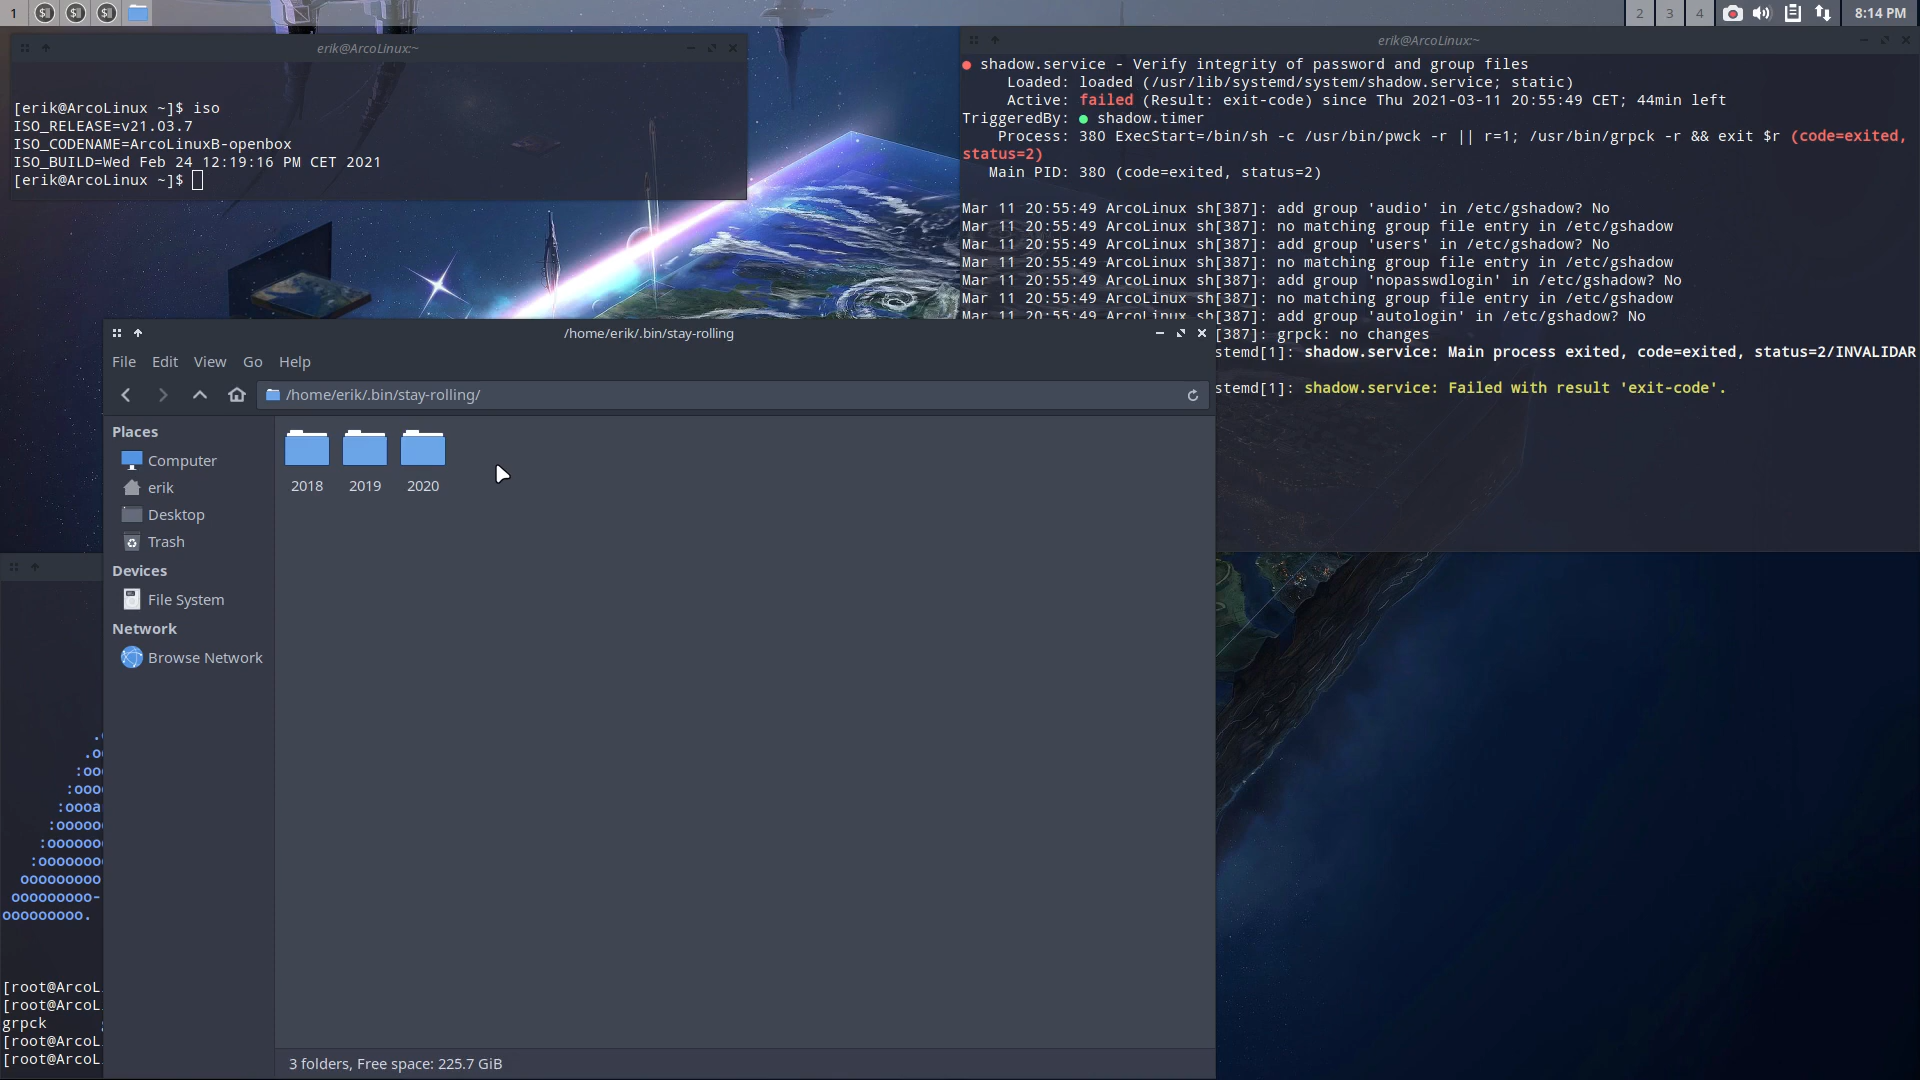 1
2 3 4 8:14 PM
erik@ArcoLinux:~
[erik@ArcoLinux ~]$ iso
ISO_RELEASE=v21.03.7
ISO_CODENAME=ArcoLinuxB-openbox
ISO_BUILD=Wed Feb 24 12:19:16 PM CET 2021
[erik@ArcoLinux ~]$
erik@ArcoLinux:~
● shadow.service - Verify integrity of password and group files
Loaded: loaded (/usr/lib/systemd/system/shadow.service; static)
Active: failed (Result: exit-code) since Thu 2021-03-11 20:55:49 CET; 44min left
TriggeredBy: ● shadow.timer
Process: 380 ExecStart=/bin/sh -c /usr/bin/pwck -r || r=1; /usr/bin/grpck -r && exit $r (code=exited,
status=2)
Main PID: 380 (code=exited, status=2)
Mar 11 20:55:49 ArcoLinux sh[387]: add group 'audio' in /etc/gshadow? No
Mar 11 20:55:49 ArcoLinux sh[387]: no matching group file entry in /etc/gshadow
Mar 11 20:55:49 ArcoLinux sh[387]: add group 'users' in /etc/gshadow? No
Mar 11 20:55:49 ArcoLinux sh[387]: no matching group file entry in /etc/gshadow
Mar 11 20:55:49 ArcoLinux sh[387]: add group 'nopasswdlogin' in /etc/gshadow? No
Mar 11 20:55:49 ArcoLinux sh[387]: no matching group file entry in /etc/gshadow
Mar 11 20:55:49 ArcoLinux sh[387]: add group 'autologin' in /etc/gshadow? No
[387]: grpck: no changes
stemd[1]: shadow.service: Main process exited, code=exited, status=2/INVALIDAR
stemd[1]: shadow.service: Failed with result 'exit-code'.
/home/erik/.bin/stay-rolling
File Edit View Go Help
/home/erik/.bin/stay-rolling/
Places
Computer
erik
Desktop
Trash
Devices
File System
Network
Browse Network
2018 2019 2020
3 folders, Free space: 225.7 GiB
.o
:oo
:ooo
:oooa
:ooooo
:ooooooo
:ooooooo
ooooooooo
ooooooooo-
ooooooooo.
[root@ArcoL
[root@ArcoL
grpck
[root@ArcoL
[root@ArcoL